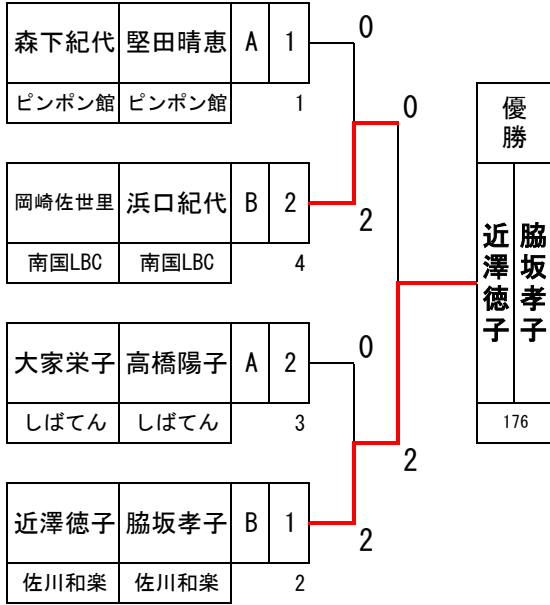 森下紀代 堅田晴恵 A 1
ピンポン館 ピンポン館 1
0
0
岡崎佐世里 浜口紀代 B 2
南国LBC 南国LBC 4
2
大家栄子 高橋陽子 A 2
しばてん しばてん 3
0
2
近澤徳子 脇坂孝子 B 1
佐川和楽 佐川和楽 2
2
優勝
近澤徳子
脇坂孝子
176